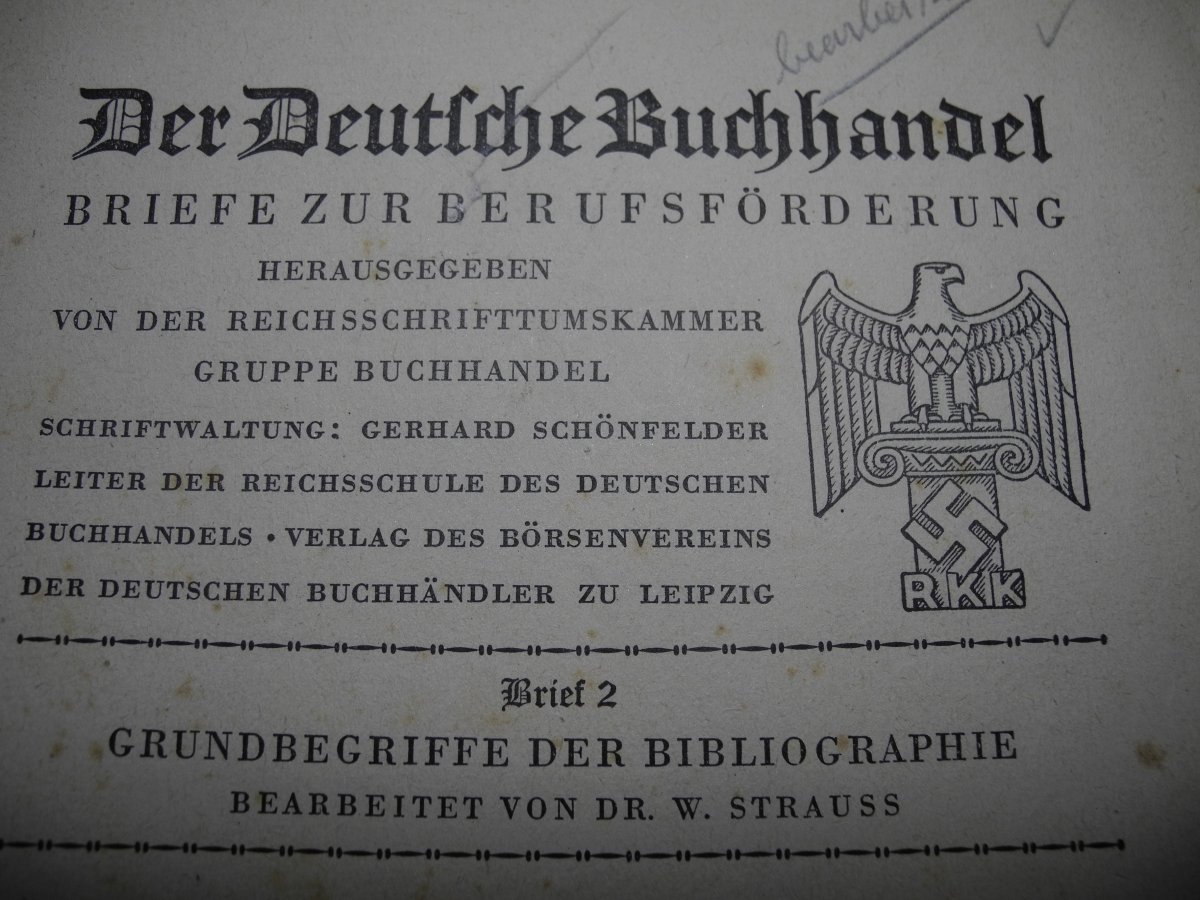 Der Deutsche Buchhandel
BRIEFE ZUR BERUFSFÖRDERUNG
HERAUSGEGEBEN
VON DER REICHSSCHRIFTTUMSKAMMER
GRUPPE BUCHHANDEL
SCHRIFTWALTUNG: GERHARD SCHÖNFELDER
LEITER DER REICHSSCHULE DES DEUTSCHEN
BUCHHANDELS • VERLAG DES BÖRSENVEREINS
DER DEUTSCHEN BUCHHÄNDLER ZU LEIPZIG
RKK
Brief 2
GRUNDBEGRIFFE DER BIBLIOGRAPHIE
BEARBEITET VON DR. W. STRAUSS